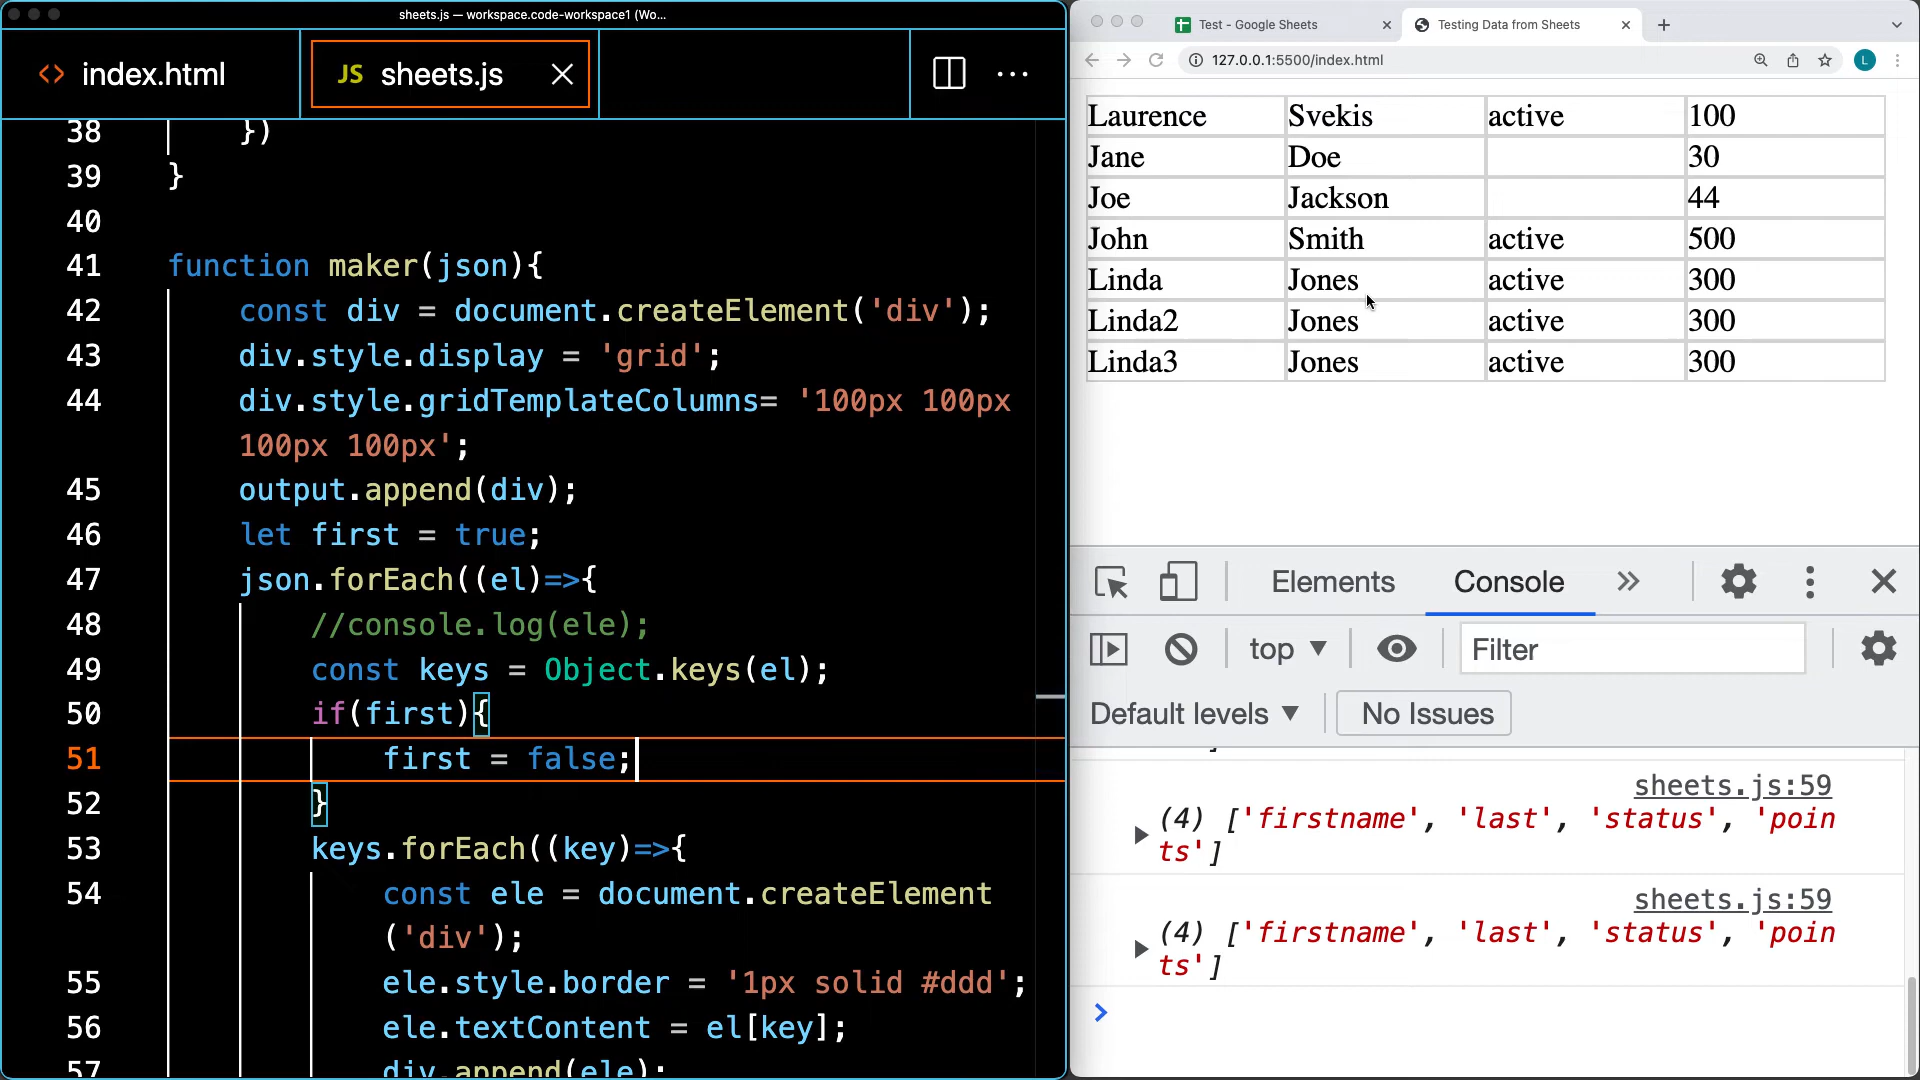 sheets.js — workspace.code-workspace1 (Wo...
<> index.html
JS sheets.js
38 })
39 }
40
41 function maker(json){
42 const div = document.createElement('div');
43 div.style.display = 'grid';
44 div.style.gridTemplateColumns= '100px 100px
100px 100px';
45 output.append(div);
46 let first = true;
47 json.forEach((el)=>{
48 //console.log(ele);
49 const keys = Object.keys(el);
50 if(first){
51 first = false;
52 }
53 keys.forEach((key)=>{
54 const ele = document.createElement
('div');
55 ele.style.border = '1px solid #ddd';
56 ele.textContent = el[key];
57 div.append(ele);
Test - Google Sheets
Testing Data from Sheets
127.0.0.1:5500/index.html
L
Laurence Svekis active 100
Jane Doe 30
Joe Jackson 44
John Smith active 500
Linda Jones active 300
Linda2 Jones active 300
Linda3 Jones active 300
Elements Console
top Filter
Default levels No Issues
sheets.js:59
(4) ['firstname', 'last', 'status', 'poin
ts']
sheets.js:59
(4) ['firstname', 'last', 'status', 'poin
ts']